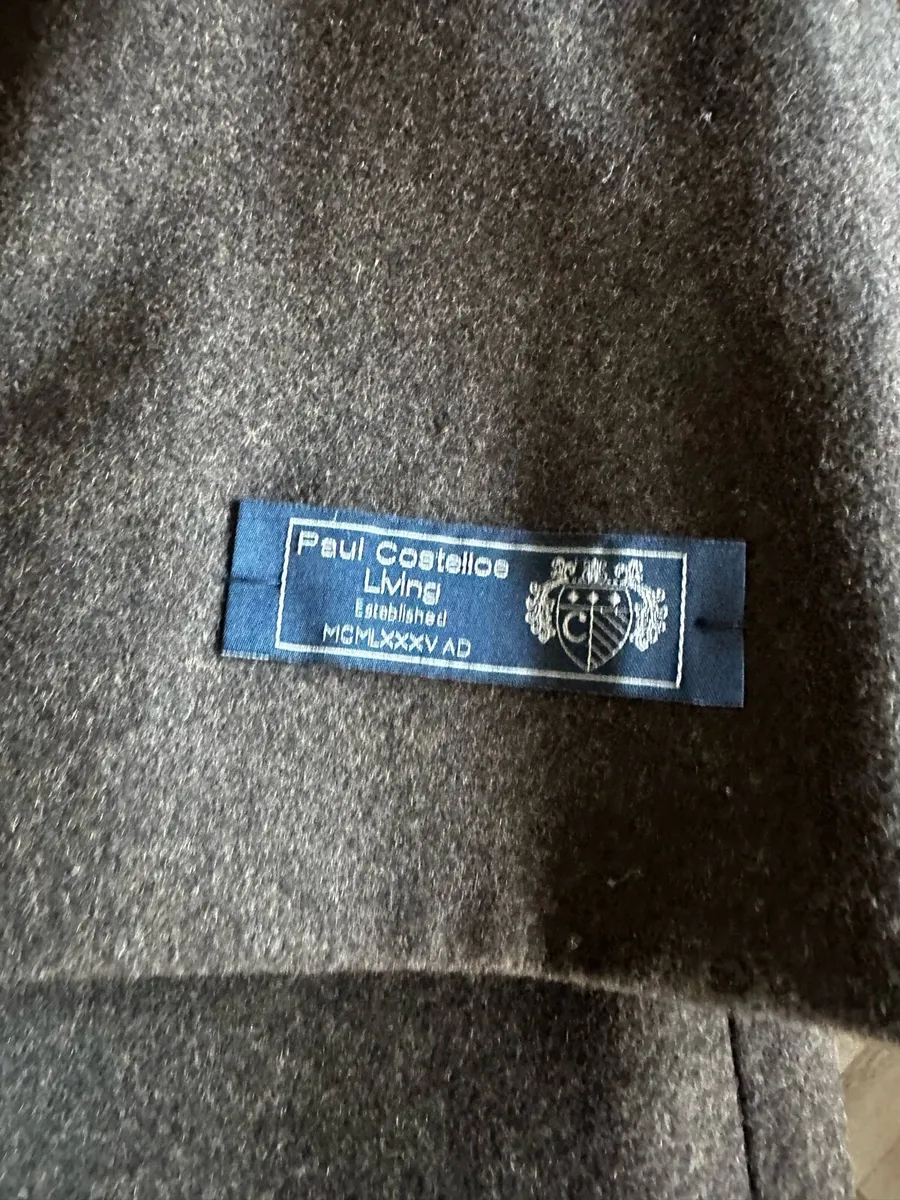 Paul Costelloe
Living
Established
MCMLXXXV AD
C